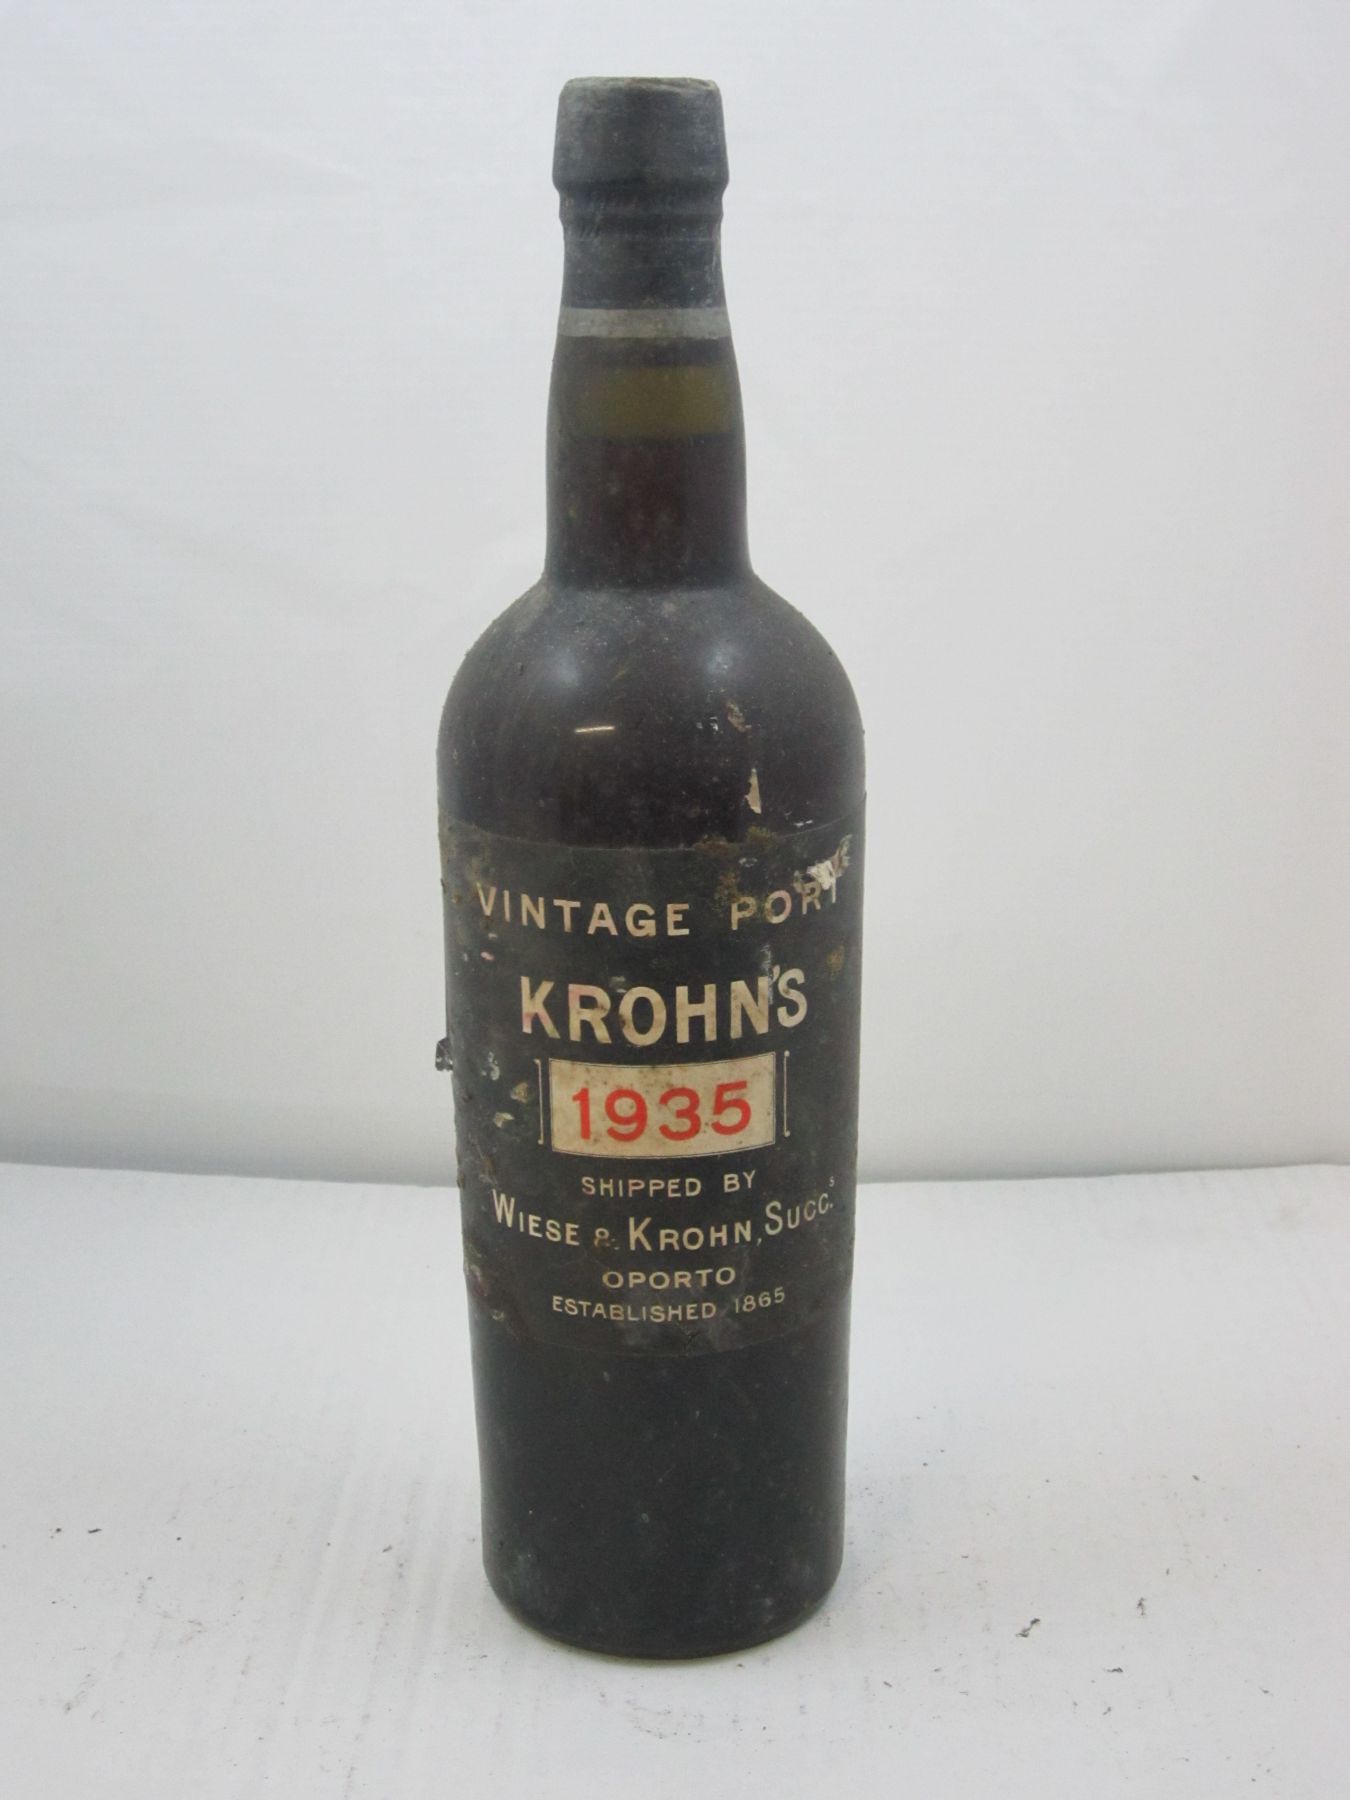 VINTAGE PORT
KROHN'S
1935
SHIPPED BY
WIESE & KROHN, SUCC.S
OPORTO
ESTABLISHED 1865